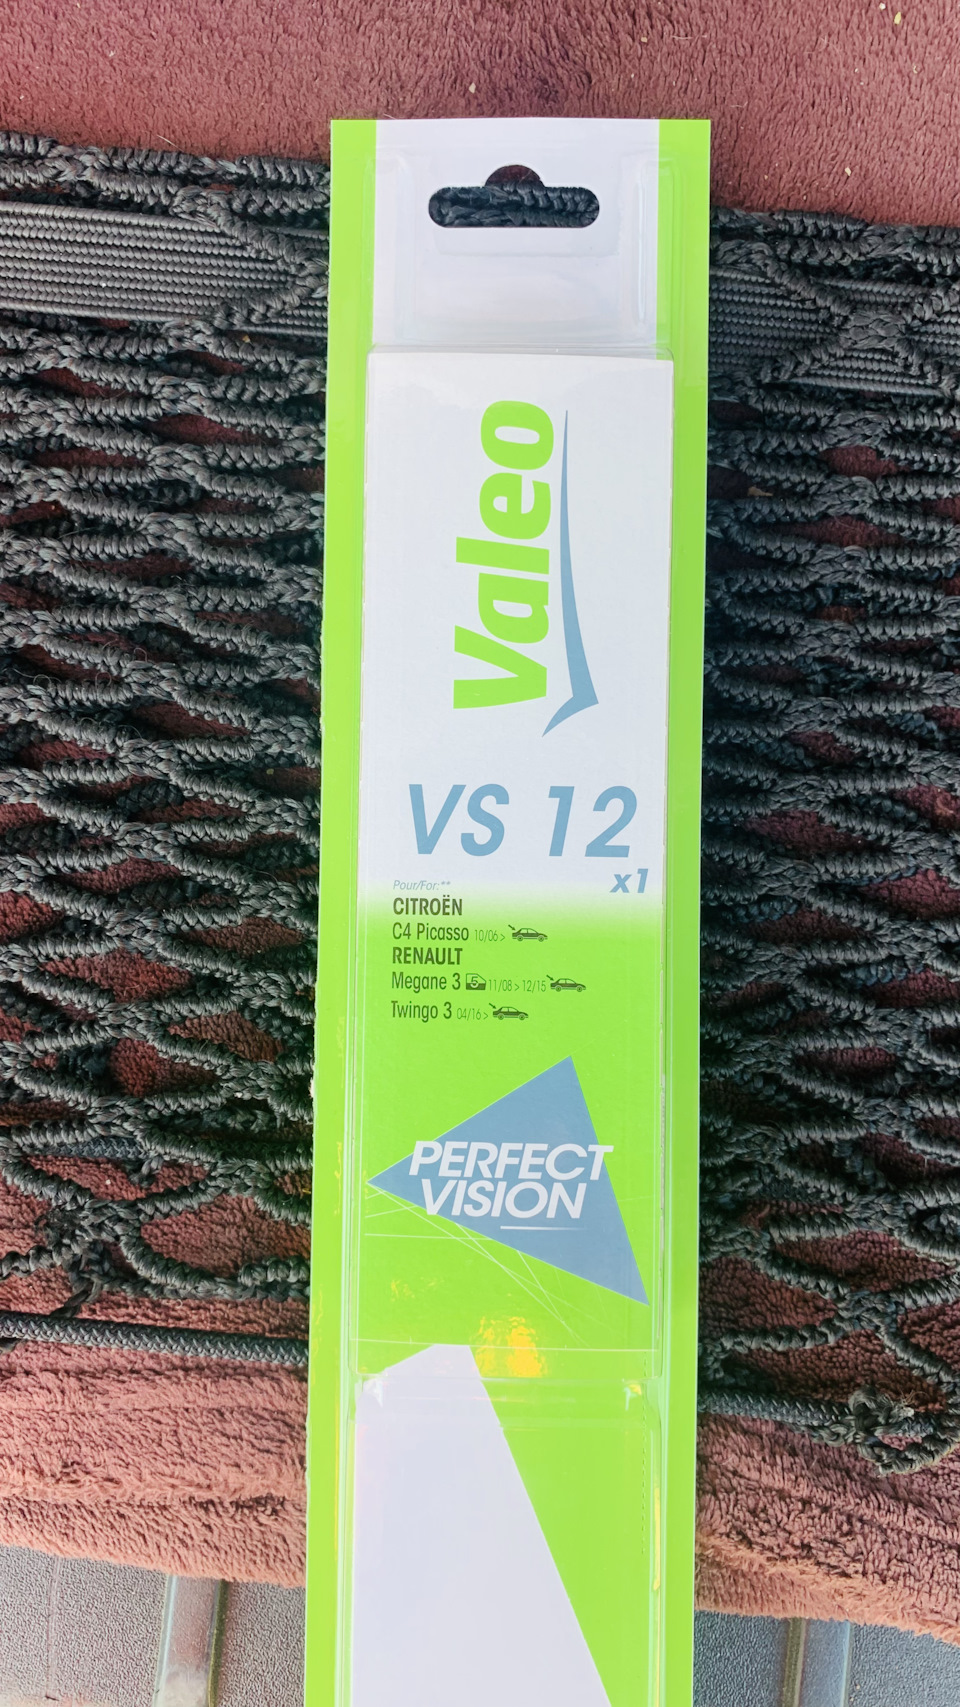 Valeo
VS 12
x1
Pour/For:**
CITROËN
C4 Picasso 10/06 >
RENAULT
Megane 3 5 11/08 > 12/15
Twingo 3 04/16 >
PERFECT
VISION